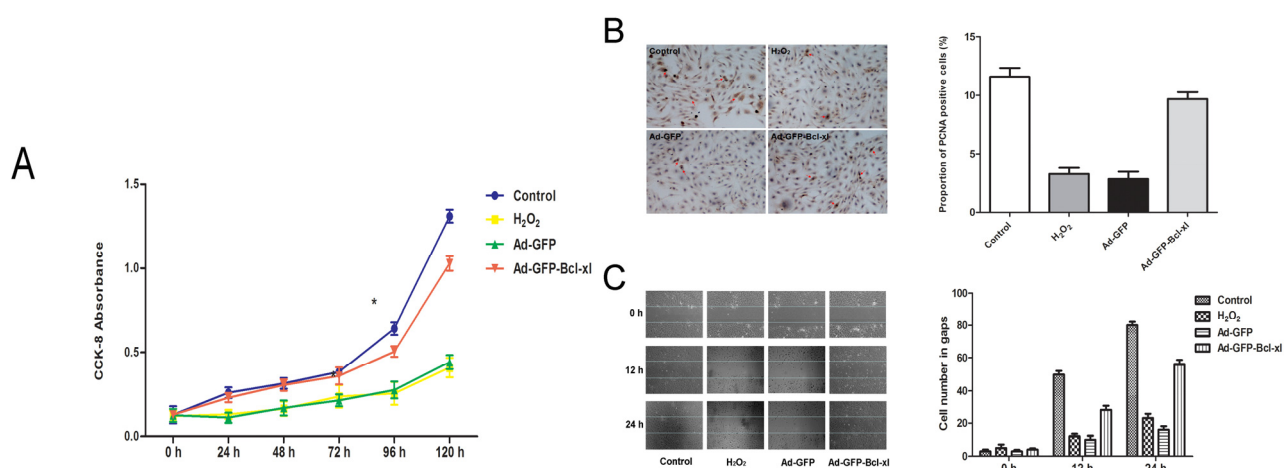 A
CCK-8 Absorbance
1.5
1.0
0.5
0.0
0 h
24 h
48 h
72 h
96 h
120 h
*
*
Control
H₂O₂
Ad-GFP
Ad-GFP-Bcl-xl
B
Control
H₂O₂
Ad-GFP
Ad-GFP-Bcl-xl
Proportion of PCNA positive cells (%)
15
10
5
0
Control
H₂O₂
Ad-GFP
Ad-GFP-Bcl-xl
C
0 h
12 h
24 h
Control
H₂O₂
Ad-GFP
Ad-GFP-Bcl-xl
Cell number in gaps
100
80
60
40
20
0
0 h
12 h
24 h
Control
H₂O₂
Ad-GFP
Ad-GFP-Bcl-xl